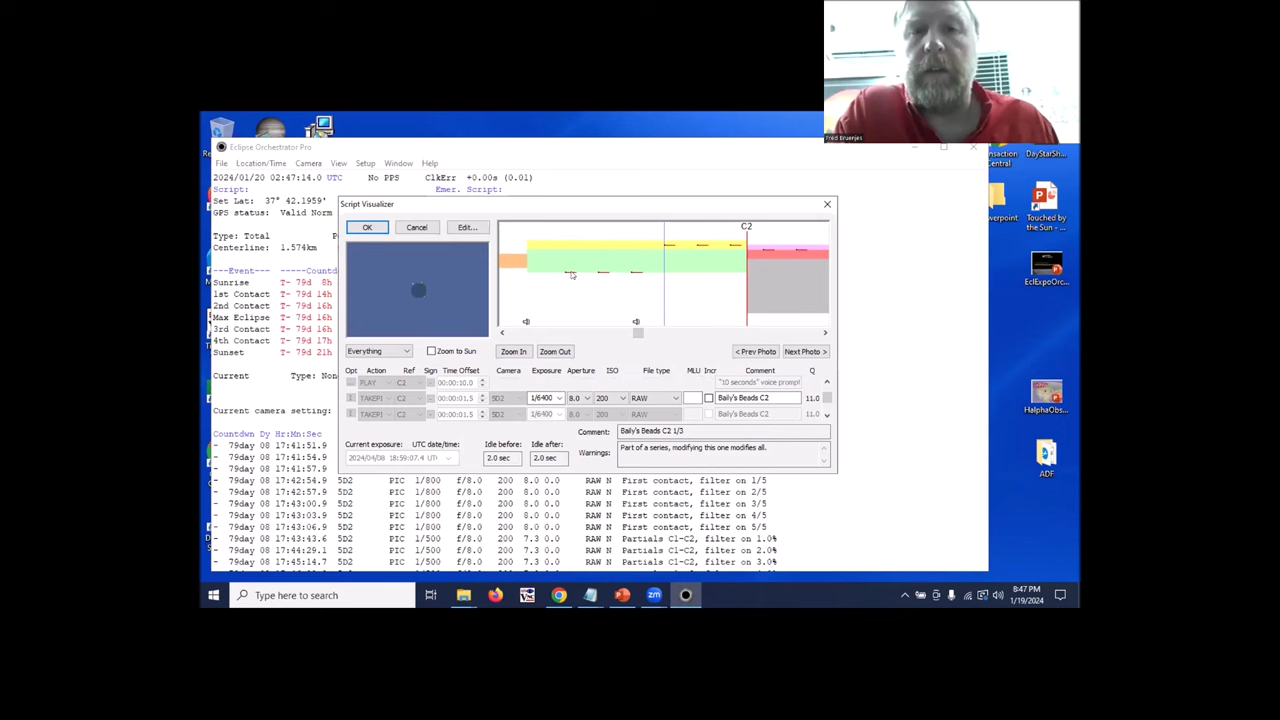 Fred Bruenjes
Eclipse Orchestrator Pro
File Location/Time Camera View Setup Window Help
2024/01/20 02:47:14.0 UTC No PPS ClkErr +0.00s (0.01)
Script: Emer. Script:
Set Lat: 37° 42.1959'
GPS status: Valid Norm
Type: Total
Centerline: 1.574km
---Event -----Countd
Sunrise T- 79d 8h
1st Contact T- 79d 14h
2nd Contact T- 79d 16h
Max Eclipse T- 79d 16h
3rd Contact T- 79d 16h
4th Contact T- 79d 17h
Sunset T- 79d 21h
Current Type: Non
Current camera setting:
Script Visualizer
OK Cancel Edit...
C2
Everything Zoom to Sun Zoom In Zoom Out < Prev Photo Next Photo >
Opt Action Ref Sign Time Offset Camera Exposure Aperture ISO File type MLU Incr Comment Q
PLAY C2 - 00:00:10.0 "10 seconds" voice prompt
TAKEPI C2 - 00:00:01.5 5D2 1/6400 8.0 200 RAW Baily's Beads C2 11.0
TAKEPI C2 - 00:00:01.5 5D2 1/6400 8.0 200 RAW Baily's Beads C2 11.0
Comment: Baily's Beads C2 1/3
Current exposure: UTC date/time: Idle before: Idle after: Warnings: Part of a series, modifying this one modifies all.
2024/04/08 18:59:07.4 2.0 sec 2.0 sec
Countdwn Dy Hr:Mn:Sec
- 79day 08 17:41:51.9
- 79day 08 17:41:54.9
- 79day 08 17:41:57.9
- 79day 08 17:42:54.9 5D2 PIC 1/800 f/8.0 200 8.0 0.0 RAW N First contact, filter on 1/5
- 79day 08 17:42:57.9 5D2 PIC 1/800 f/8.0 200 8.0 0.0 RAW N First contact, filter on 2/5
- 79day 08 17:43:00.9 5D2 PIC 1/800 f/8.0 200 8.0 0.0 RAW N First contact, filter on 3/5
- 79day 08 17:43:03.9 5D2 PIC 1/800 f/8.0 200 8.0 0.0 RAW N First contact, filter on 4/5
- 79day 08 17:43:06.9 5D2 PIC 1/800 f/8.0 200 8.0 0.0 RAW N First contact, filter on 5/5
- 79day 08 17:43:43.6 5D2 PIC 1/500 f/8.0 200 7.3 0.0 RAW N Partials C1-C2, filter on 1.0%
- 79day 08 17:44:29.1 5D2 PIC 1/500 f/8.0 200 7.3 0.0 RAW N Partials C1-C2, filter on 2.0%
- 79day 08 17:45:14.7 5D2 PIC 1/500 f/8.0 200 7.3 0.0 RAW N Partials C1-C2, filter on 3.0%
Central
DayStarSh...
Touched by the Sun - ...
EclExpoOrc...
HalphaObs...
ADF
Type here to search
zm
8:47 PM
1/19/2024